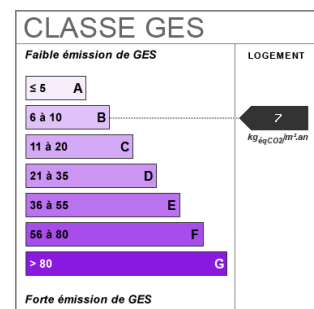 CLASSE GES
Faible émission de GES
LOGEMENT
≤ 5 A
6 à 10 B
7
kgéqCO2/m².an
11 à 20 C
21 à 35 D
36 à 55 E
56 à 80 F
> 80 G
Forte émission de GES